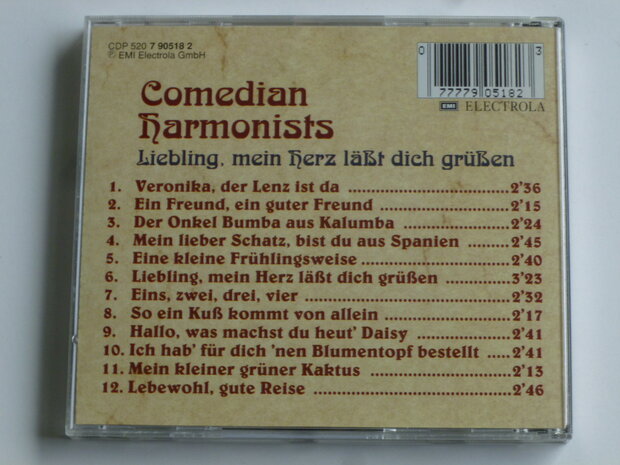 CDP 520 7 90518 2
℗ EMI Electrola GmbH
0 77779 05182 3
EMI ELECTROLA
Comedian
Harmonists
Liebling, mein Herz läßt dich grüßen
1. Veronika, der Lenz ist da ........ 2'36
2. Ein Freund, ein guter Freund ........ 2'15
3. Der Onkel Bumba aus Kalumba ........ 2'24
4. Mein lieber Schatz, bist du aus Spanien ........ 2'45
5. Eine kleine Frühlingsweise ........ 2'40
6. Liebling, mein Herz läßt dich grüßen ........ 3'23
7. Eins, zwei, drei, vier ........ 2'32
8. So ein Kuß kommt von allein ........ 2'17
9. Hallo, was machst du heut' Daisy ........ 2'41
10. Ich hab' für dich 'nen Blumentopf bestellt ..... 2'41
11. Mein kleiner grüner Kaktus ........ 2'13
12. Lebewohl, gute Reise ........ 2'46